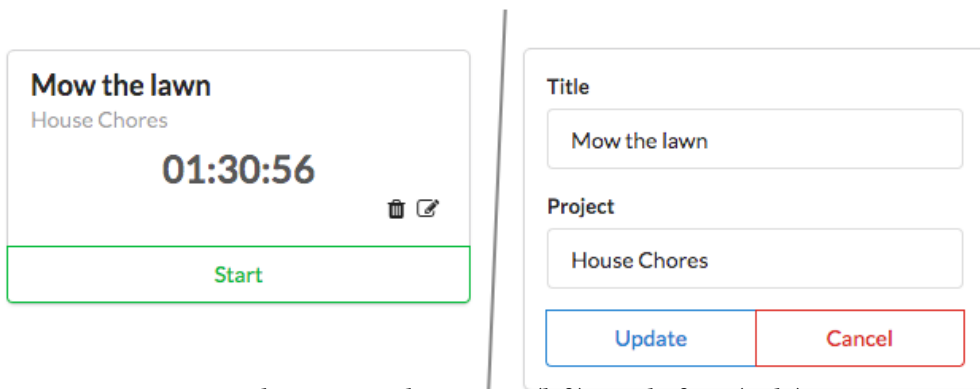 Mow the lawn
House Chores
01:30:56
Start
Title
Mow the lawn
Project
House Chores
Update
Cancel